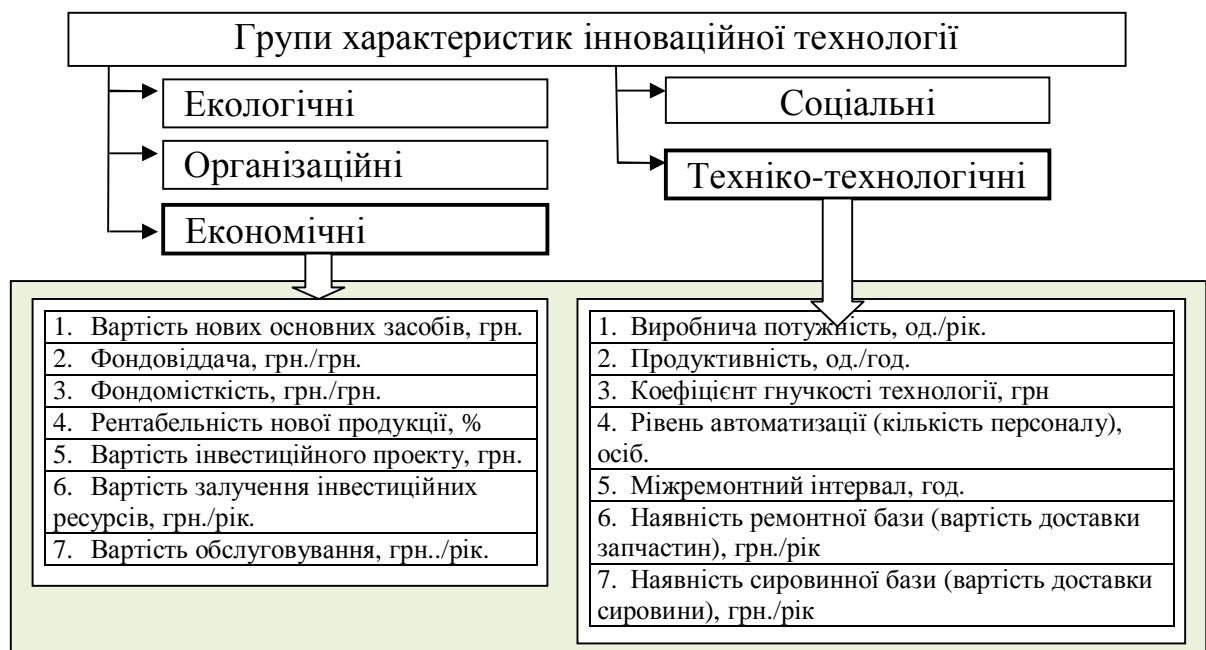 Групи характеристик інноваційної технології
Екологічні
Організаційні
Економічні
Соціальні
Техніко-технологічні
1. Вартість нових основних засобів, грн.
2. Фондовіддача, грн./грн.
3. Фондомісткість, грн./грн.
4. Рентабельність нової продукції, %
5. Вартість інвестиційного проекту, грн.
6. Вартість залучення інвестиційних
ресурсів, грн./рік.
7. Вартість обслуговування, грн../рік.
1. Виробнича потужність, од./рік.
2. Продуктивність, од./год.
3. Коефіцієнт гнучкості технології, грн
4. Рівень автоматизації (кількість персоналу),
осіб.
5. Міжремонтний інтервал, год.
6. Наявність ремонтної бази (вартість доставки
запчастин), грн./рік
7. Наявність сировинної бази (вартість доставки
сировини), грн./рік